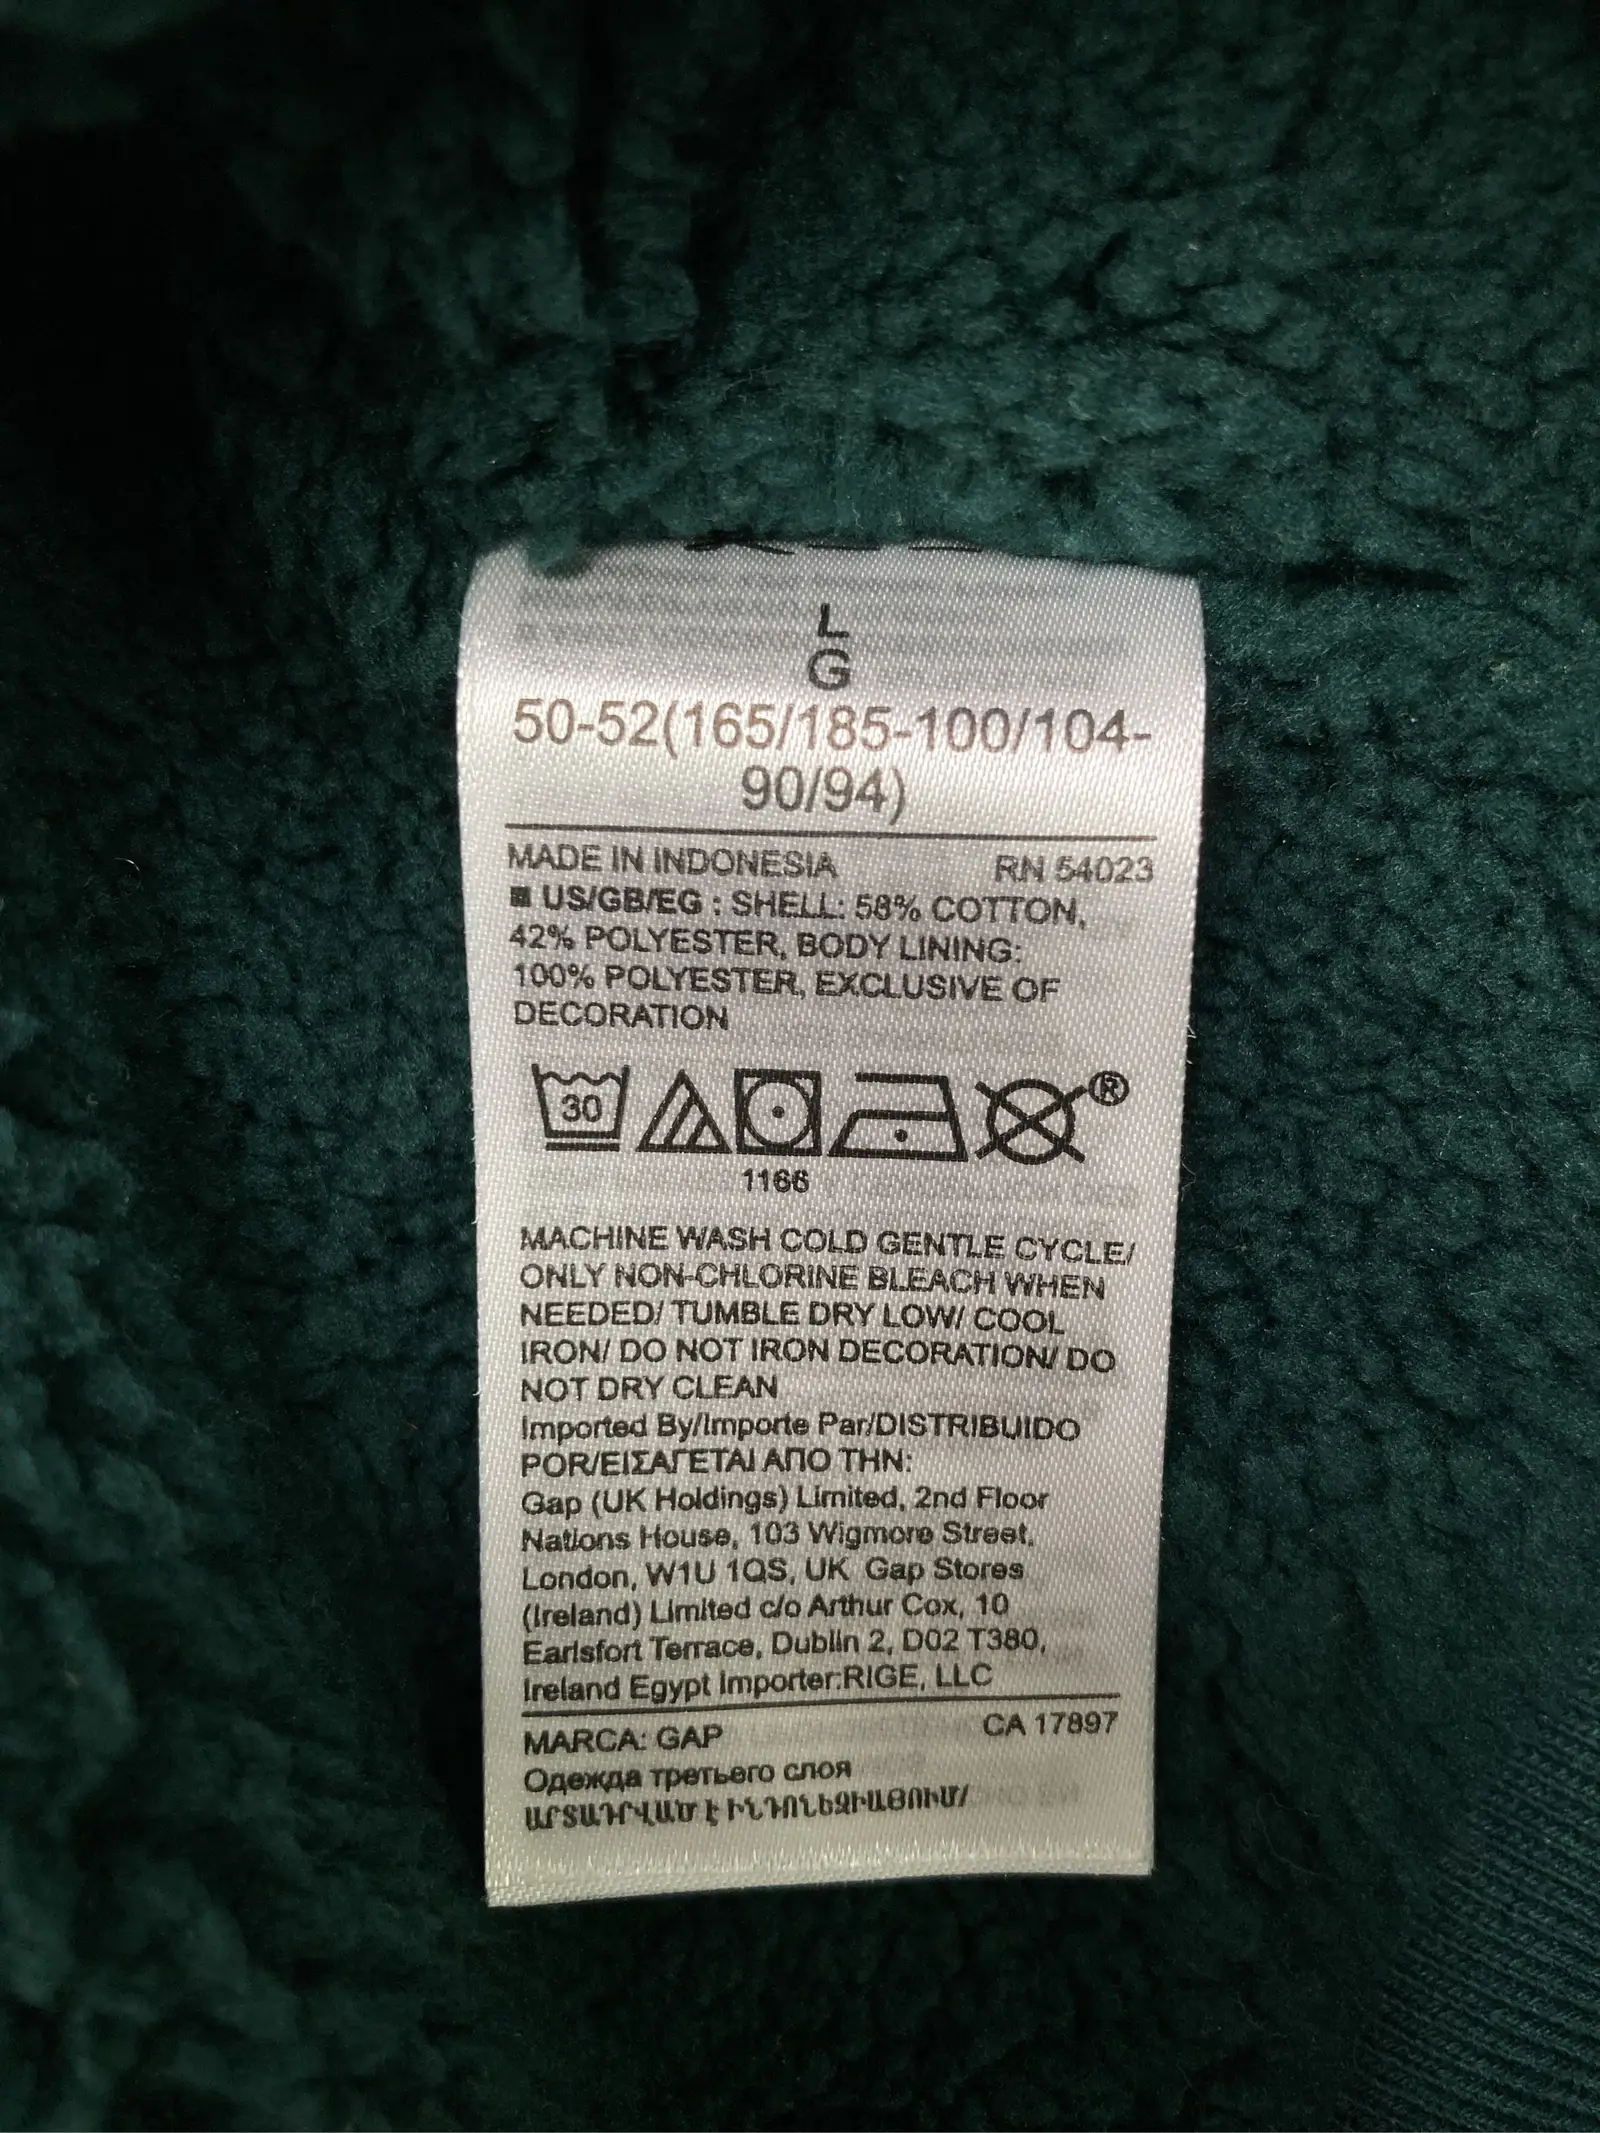 L
G
50-52(165/185-100/104-
90/94)
MADE IN INDONESIA RN 54023
■ US/GB/EG : SHELL: 58% COTTON,
42% POLYESTER, BODY LINING:
100% POLYESTER, EXCLUSIVE OF
DECORATION
30 ®
1166
MACHINE WASH COLD GENTLE CYCLE/
ONLY NON-CHLORINE BLEACH WHEN
NEEDED/ TUMBLE DRY LOW/ COOL
IRON/ DO NOT IRON DECORATION/ DO
NOT DRY CLEAN
Imported By/Importe Par/DISTRIBUIDO
POR/ΕΙΣΑΓΕΤΑΙ ΑΠΟ ΤΗΝ:
Gap (UK Holdings) Limited, 2nd Floor
Nations House, 103 Wigmore Street,
London, W1U 1QS, UK Gap Stores
(Ireland) Limited c/o Arthur Cox, 10
Earlsfort Terrace, Dublin 2, D02 T380,
Ireland Egypt Importer:RIGE, LLC
MARCA: GAP CA 17897
Одежда третьего слоя
ԱՐՏԱԴՐՎԱԾ է ԻՆԴՈՆԵԶԻԱՅՈՒՄ/